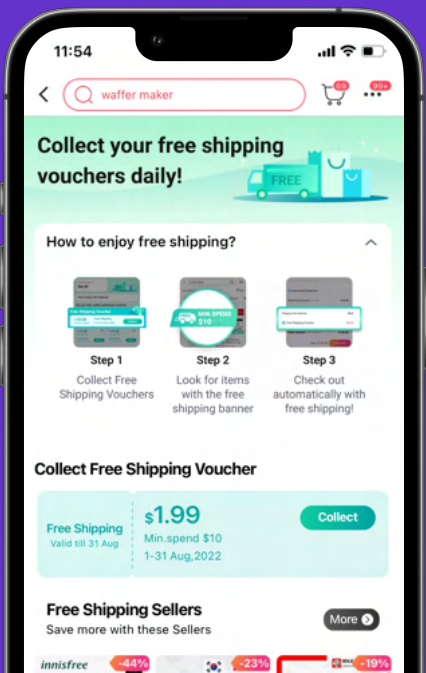 11:54
waffer maker
69
99+
Collect your free shipping
vouchers daily!
FREE
How to enjoy free shipping?
MIN. SPEND
$10
Step 1
Step 2
Step 3
Collect Free
Shipping Vouchers
Look for items
with the free
shipping banner
Check out
automatically with
free shipping!
Collect Free Shipping Voucher
Free Shipping
Valid till 31 Aug
$1.99
Min.spend $10
1-31 Aug,2022
Collect
Free Shipping Sellers
Save more with these Sellers
More
innisfree
-44%
-23%
-19%